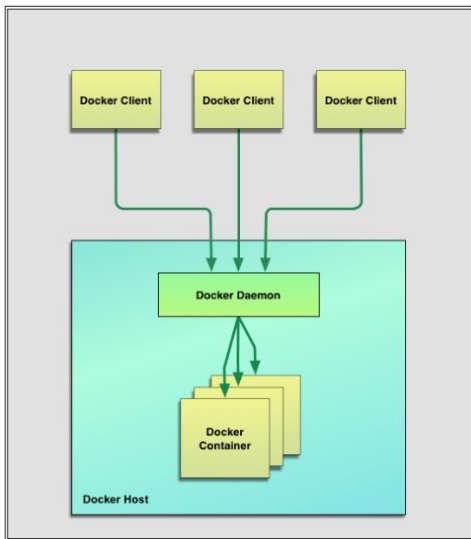 Docker Client
Docker Client
Docker Client
Docker Daemon
Docker
Container
Docker Host